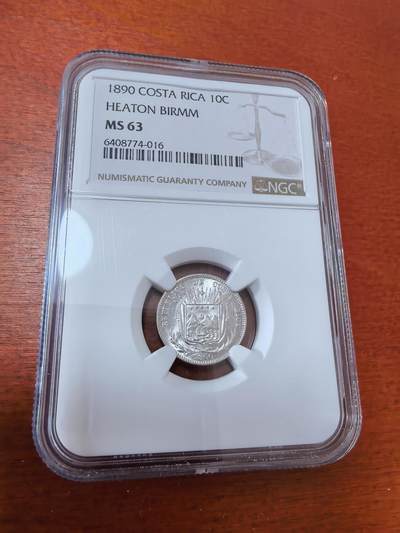 1890 COSTA RICA 10C
HEATON BIRMM
MS 63
6408774-016
NUMISMATIC GUARANTY COMPANY
NGC®